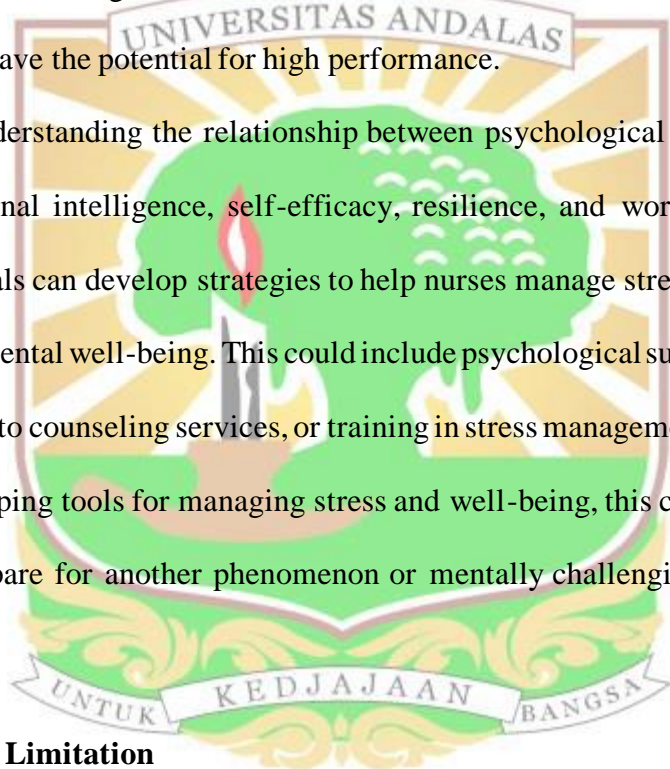 UNIVERSITAS ANDALAS
ave the potential for high performance.
derstanding the relationship between psychological
nal intelligence, self-efficacy, resilience, and wor
ls can develop strategies to help nurses manage stre
ental well-being. This could include psychological su
to counseling services, or training in stress managem
ping tools for managing stress and well-being, this c
pare for another phenomenon or mentally challengi
UNTUK KEDJAJAAN BANGSA
Limitation